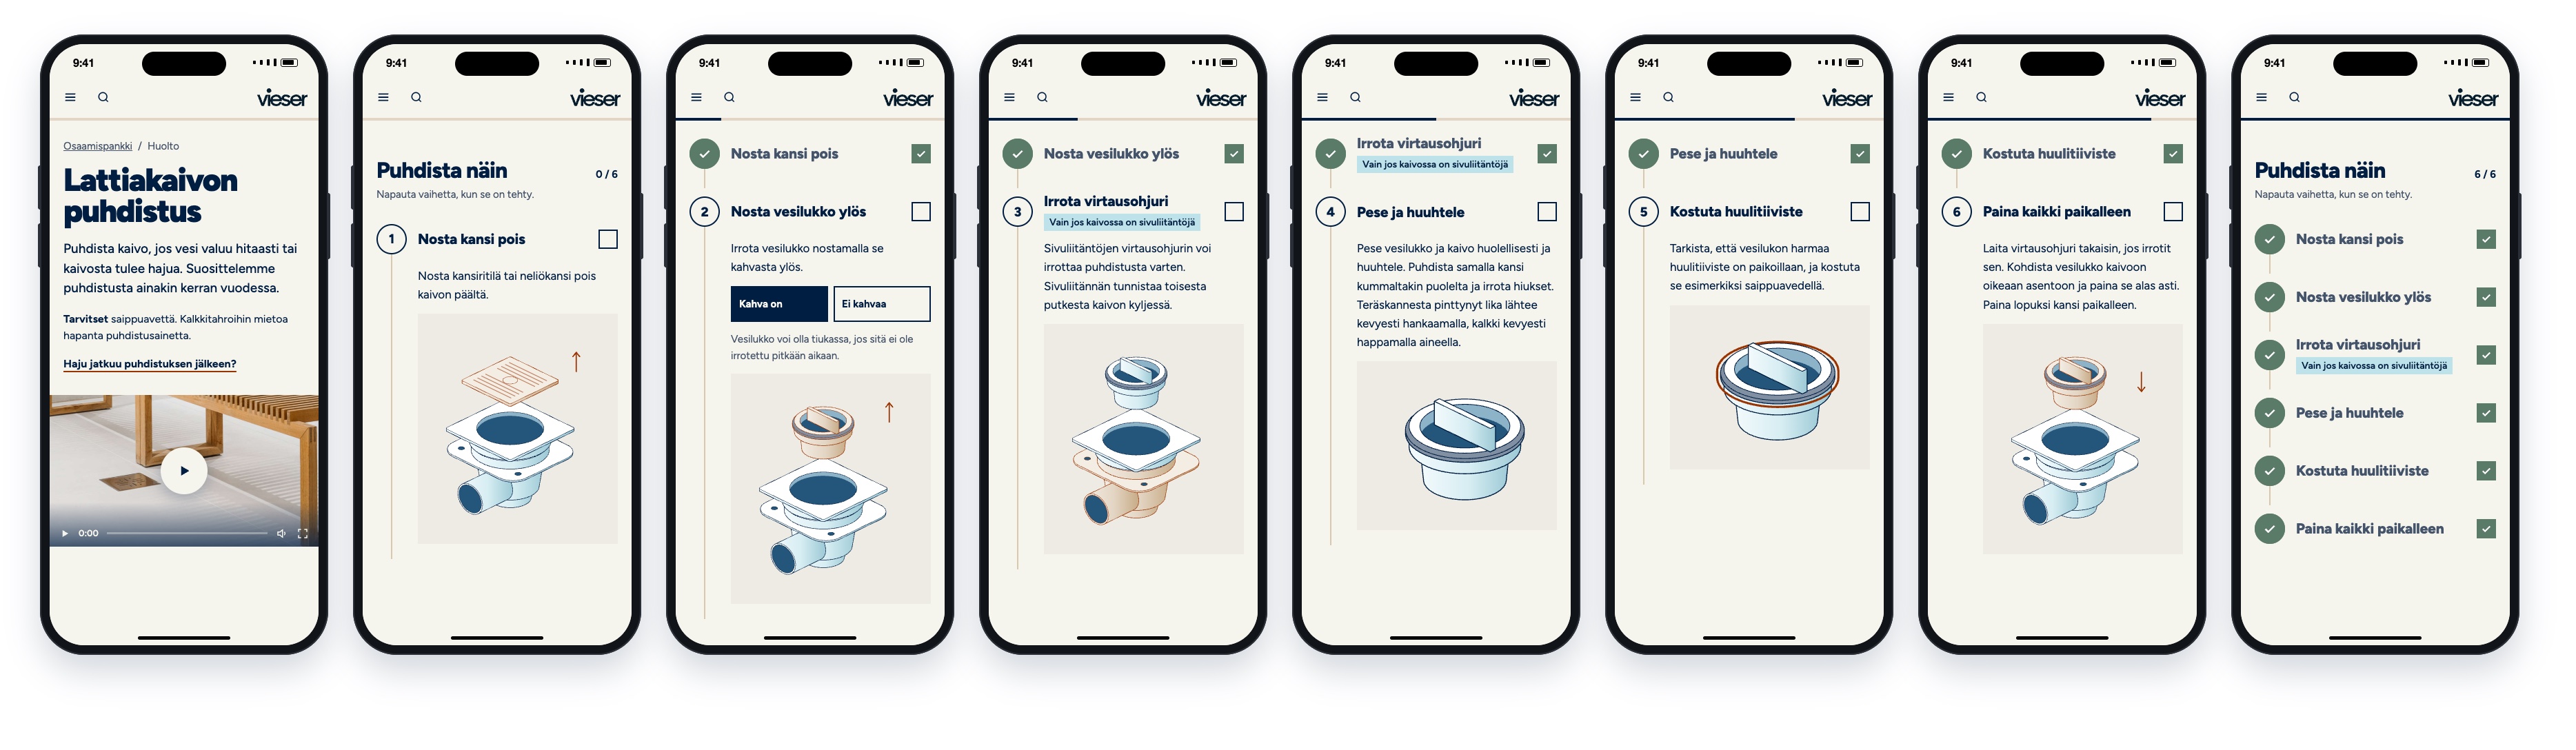 9:41
vieser
Osaamispankki / Huolto
Lattiakaivon
puhdistus
Puhdista kaivo, jos vesi valuu hitaasti tai
kaivosta tulee hajua. Suosittelemme
puhdistusta ainakin kerran vuodessa.
Tarvitset saippuavettä. Kalkkitahroihin mietoa
hapanta puhdistusainetta.
Haju jatkuu puhdistuksen jälkeen?
0:00
9:41
vieser
Puhdista näin
0 / 6
Napauta vaihetta, kun se on tehty.
1
Nosta kansi pois
Nosta kansiritilä tai neliökansi pois
kaivon päältä.
9:41
vieser
Nosta kansi pois
2
Nosta vesilukko ylös
Irrota vesilukko nostamalla se
kahvasta ylös.
Kahva on
Ei kahvaa
Vesilukko voi olla tiukassa, jos sitä ei ole
irrotettu pitkään aikaan.
9:41
vieser
Nosta vesilukko ylös
3
Irrota virtausohjuri
Vain jos kaivossa on sivuliitäntöjä
Sivuliitäntöjen virtausohjurin voi
irrottaa puhdistusta varten.
Sivuliitännän tunnistaa toisesta
putkesta kaivon kyljessä.
9:41
vieser
Irrota virtausohjuri
Vain jos kaivossa on sivuliitäntöjä
4
Pese ja huuhtele
Pese vesilukko ja kaivo huolellisesti ja
huuhtele. Puhdista samalla kansi
kummaltakin puolelta ja irrota hiukset.
Teräskannesta pinttynyt lika lähtee
kevyesti hankaamalla, kalkki kevyesti
happamalla aineella.
9:41
vieser
Pese ja huuhtele
5
Kostuta huulitiiviste
Tarkista, että vesilukon harmaa
huulitiiviste on paikoillaan, ja kostuta
se esimerkiksi saippuavedellä.
9:41
vieser
Kostuta huulitiiviste
6
Paina kaikki paikalleen
Laita virtausohjuri takaisin, jos irrotit
sen. Kohdista vesilukko kaivoon
oikeaan asentoon ja paina se alas asti.
Paina lopuksi kansi paikalleen.
9:41
vieser
Puhdista näin
6 / 6
Napauta vaihetta, kun se on tehty.
Nosta kansi pois
Nosta vesilukko ylös
Irrota virtausohjuri
Vain jos kaivossa on sivuliitäntöjä
Pese ja huuhtele
Kostuta huulitiiviste
Paina kaikki paikalleen